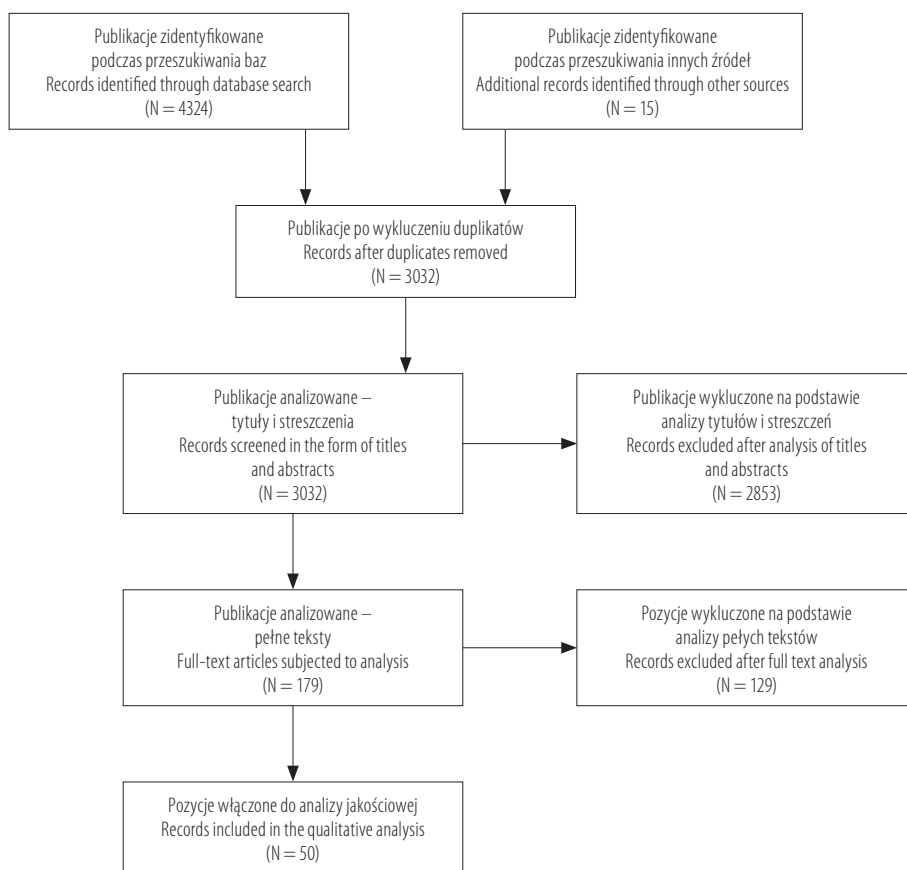 Publikacje zidentyfikowane
podczas przeszukiwania baz
Records identified through database search
(N = 4324)
Publikacje zidentyfikowane
podczas przeszukiwania innych źródeł
Additional records identified through other sources
(N = 15)
Publikacje po wykluczeniu duplikatów
Records after duplicates removed
(N = 3032)
Publikacje analizowane –
tytuły i streszczenia
Records screened in the form of titles
and abstracts
(N = 3032)
Publikacje wykluczone na podstawie
analizy tytułów i streszczeń
Records excluded after analysis of titles
and abstracts
(N = 2853)
Publikacje analizowane –
pełne teksty
Full-text articles subjected to analysis
(N = 179)
Pozycje wykluczone na podstawie
analizy pełych tekstów
Records excluded after full text analysis
(N = 129)
Pozycje włączone do analizy jakościowej
Records included in the qualitative analysis
(N = 50)